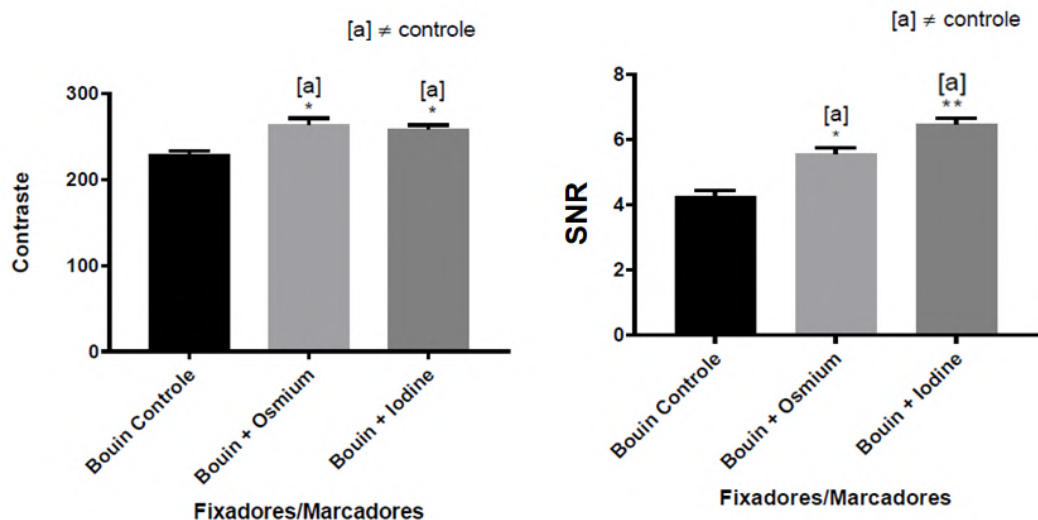 [a] ≠ controle
Contraste
300
200
100
0
[a]
*
[a]
*
Bouin Controle
Bouin + Osmium
Bouin + Iodine
Fixadores/Marcadores
[a] ≠ controle
SNR
8
6
4
2
0
[a]
*
[a]
**
Bouin Controle
Bouin + Osmium
Bouin + Iodine
Fixadores/Marcadores